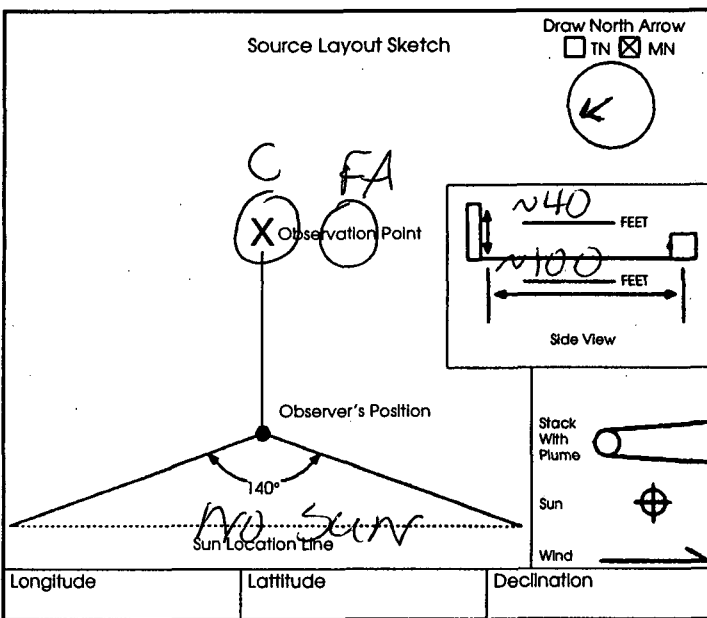 Draw North Arrow
Source Layout Sketch
TN MN
C FA
X Observation Point
~40 FEET
~100 FEET
Side View
Observer's Position
Stack
With
Plume
140°
No Sun
Sun Location Line
Sun
Wind
Longitude Lattitude Declination